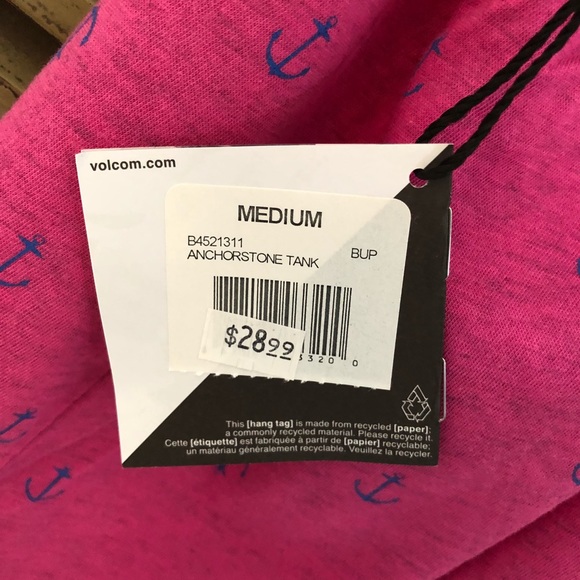 volcom.com
MEDIUM
B4521311
ANCHORSTONE TANK BUP
$28.99
3320 0
This [hang tag] is made from recycled [paper];
a commonly recycled material. Please recycle it.
Cette [étiquette] est fabriquée à partir de [papier] recyclable;
un matériau généralement recyclable. Veuillez la recycler.